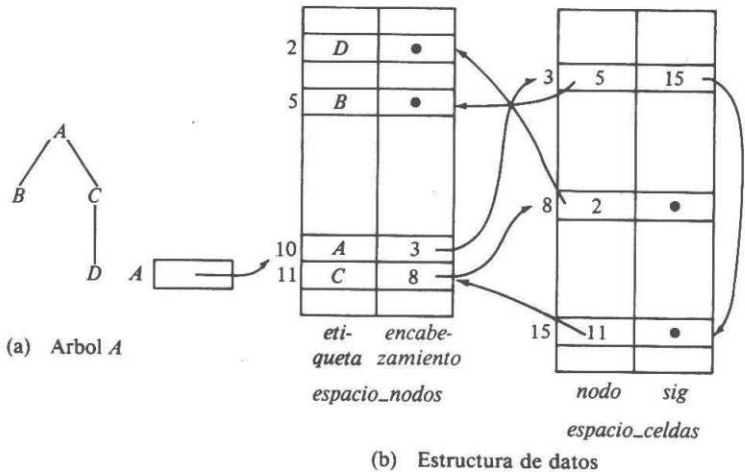 A
B C
D
(a) Arbol A
A
2 D •
5 B •
10 A 3
11 C 8
eti-
queta
encabe-
zamiento
espacio_nodos
3 5 15
8 2 •
15 11 •
nodo sig
espacio_celdas
(b) Estructura de datos